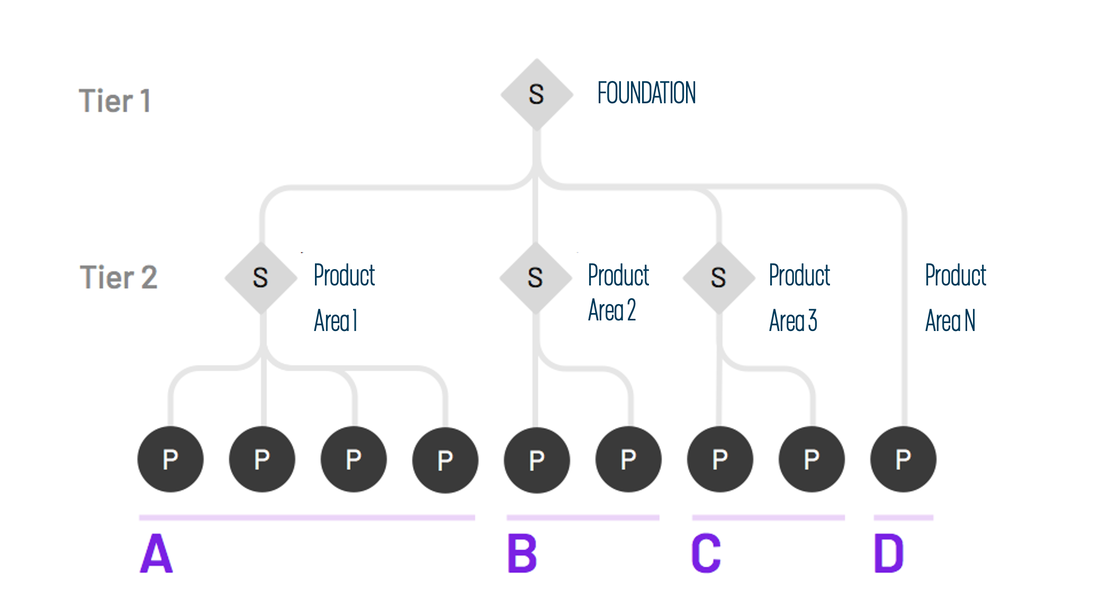 Tier 1
S
FOUNDATION
Tier 2
S
Product
Area 1
S
Product
Area 2
S
Product
Area 3
Product
Area N
P
P
P
P
P
P
P
P
P
A
B
C
D